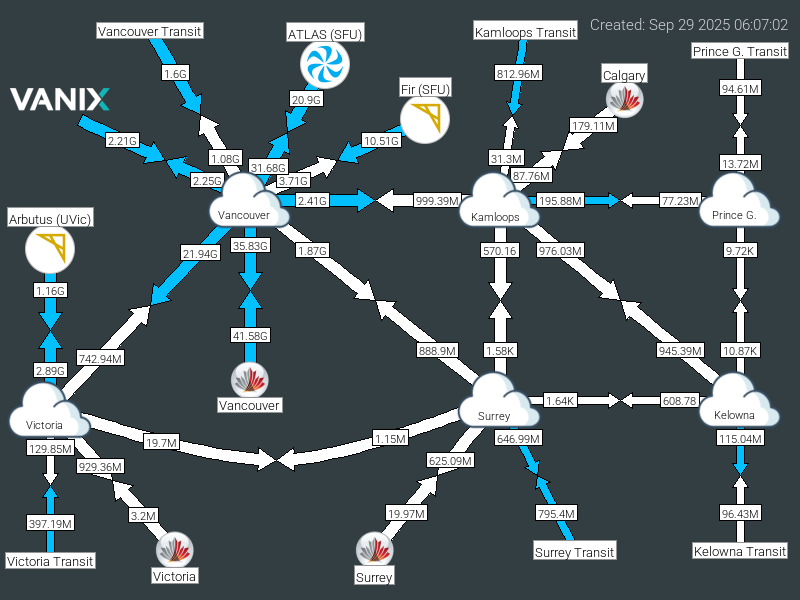 Created: Sep 29 2025 06:07:02
Vancouver Transit
ATLAS (SFU)
Kamloops Transit
Prince G. Transit
1.6G
812.96M
Calgary
94.61M
VANIX
20.9G
Fir (SFU)
179.11M
2.21G
10.51G
1.08G
31.3M
13.72M
31.68G
2.25G
3.71G
87.76M
2.41G
999.39M
195.88M
77.23M
Arbutus (UVic)
Vancouver
Kamloops
Prince G.
21.94G
35.83G
1.87G
570.16
976.03M
9.72K
1.16G
41.58G
742.94M
888.9M
1.58K
945.39M
10.87K
2.89G
Vancouver
1.64K
608.78
Victoria
Surrey
Kelowna
19.7M
1.15M
646.99M
115.04M
129.85M
929.36M
625.09M
397.19M
3.2M
19.97M
795.4M
96.43M
Victoria Transit
Victoria
Surrey
Surrey Transit
Kelowna Transit